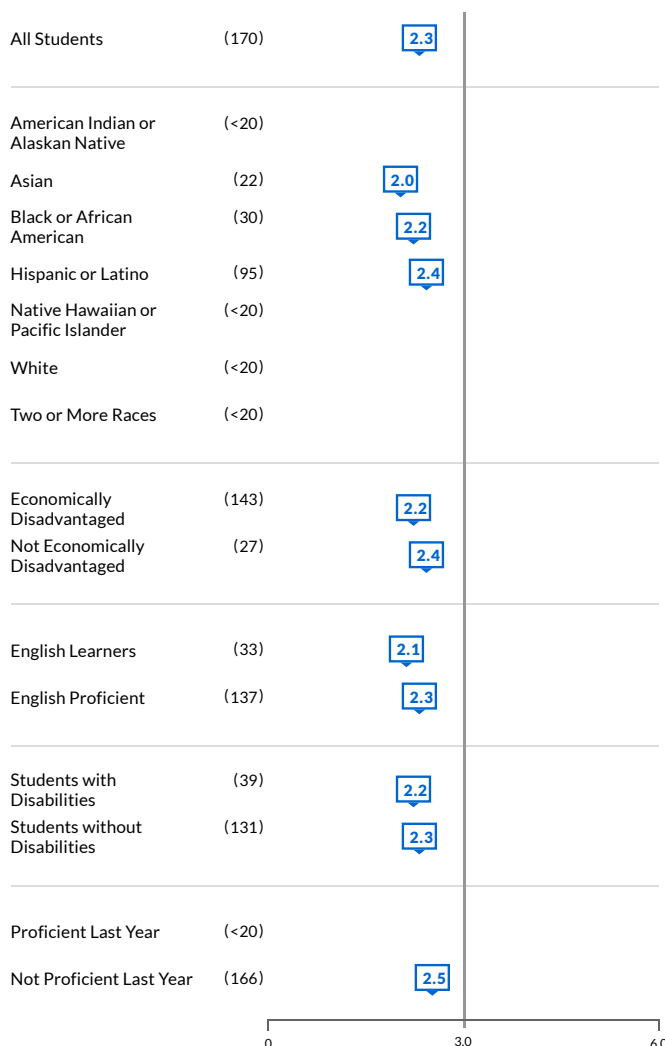 All Students (170) 2.3
American Indian or (<20)
Alaskan Native
Asian (22) 2.0
Black or African (30) 2.2
American
Hispanic or Latino (95) 2.4
Native Hawaiian or (<20)
Pacific Islander
White (<20)
Two or More Races (<20)
Economically (143) 2.2
Disadvantaged
Not Economically (27) 2.4
Disadvantaged
English Learners (33) 2.1
English Proficient (137) 2.3
Students with (39) 2.2
Disabilities
Students without (131) 2.3
Disabilities
Proficient Last Year (<20)
Not Proficient Last Year (166) 2.5
0 3.0 6.0